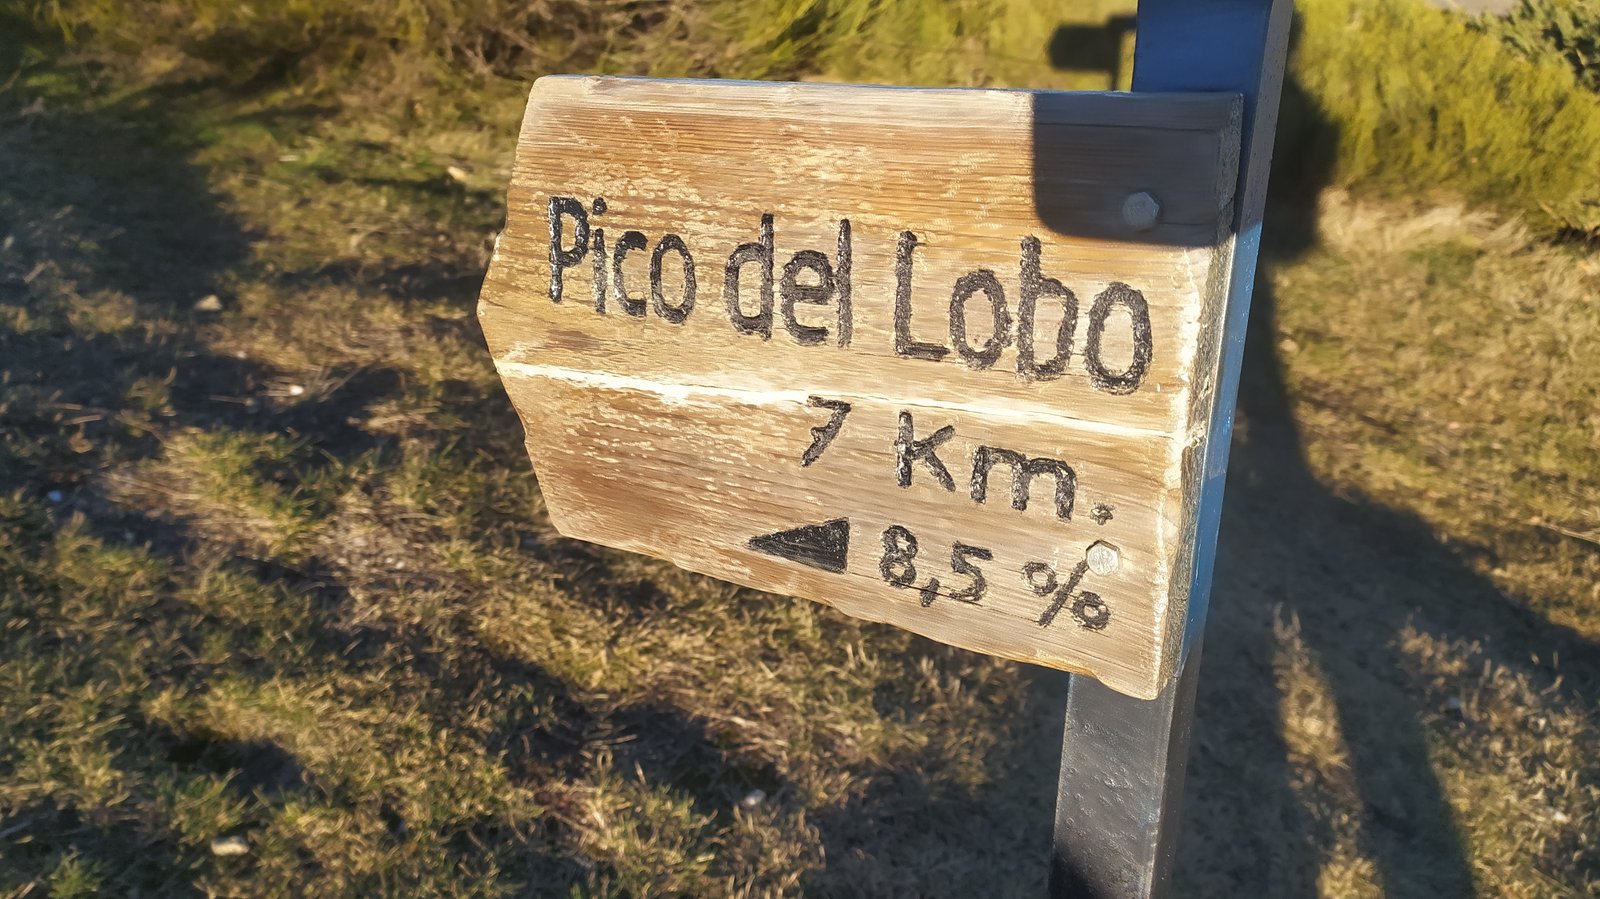 Pico del Lobo
7 Km.
8,5 %